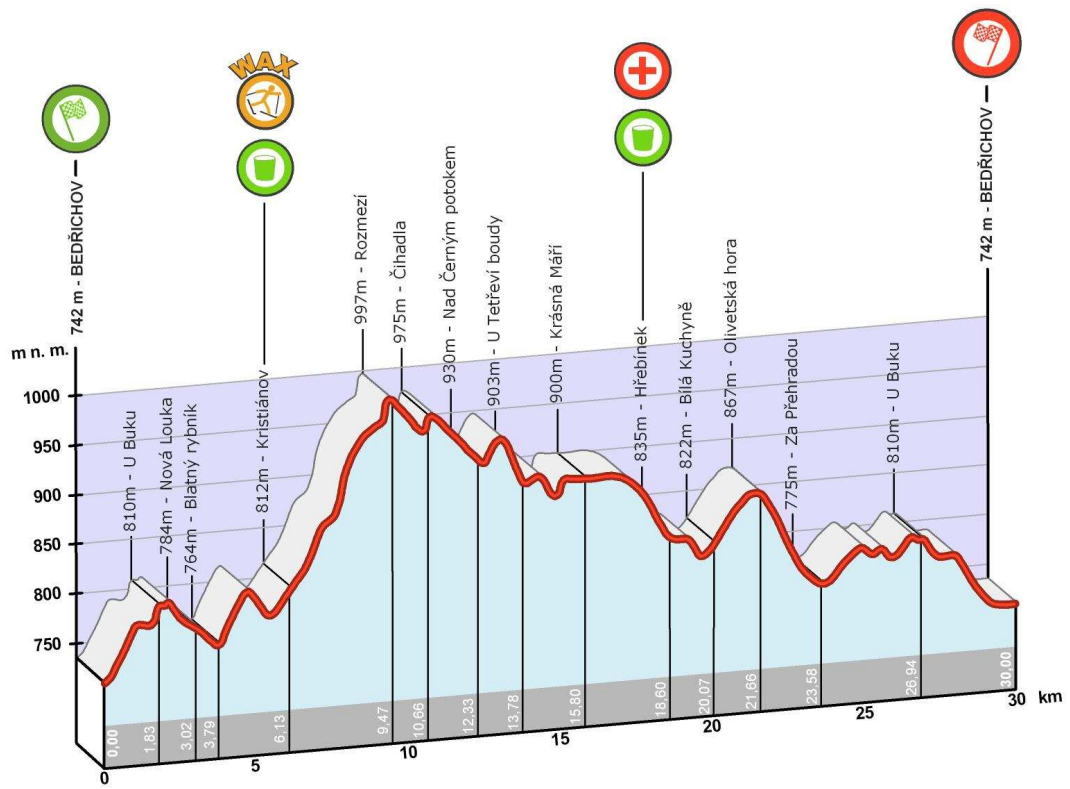 WAX
742 m - BEDŘICHOV
810m - U Buku
784m - Nová Louka
764m - Blatný rybník
812m - Kristiánov
997m - Rozmezí
975m - Čihadla
930m - Nad Černým potokem
903m - U Tetřeví boudy
900m - Krásná Máří
835m - Hřebínek
822m - Bílá Kuchyně
867m - Olivetská hora
775m - Za Přehradou
810m - U Buku
742 m - BEDŘICHOV
m n. m.
1000
950
900
850
800
750
0,00
1,83
3,02
3,79
6,13
9,47
10,66
12,33
13,78
15,80
18,60
20,07
21,66
23,58
26,94
30,00
0
5
10
15
20
25
30 km